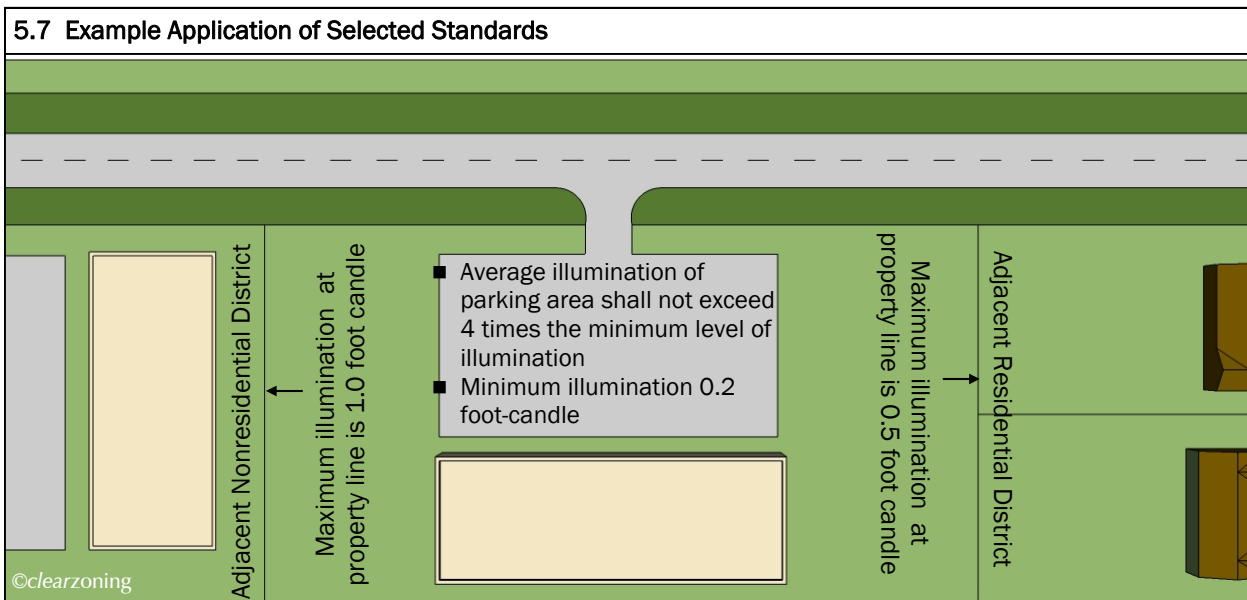 5.7 Example Application of Selected Standards
Adjacent Nonresidential District
Maximum illumination at
property line is 1.0 foot candle
■ Average illumination of
parking area shall not exceed
4 times the minimum level of
illumination
■ Minimum illumination 0.2
foot-candle
Maximum illumination at
property line is 0.5 foot candle
Adjacent Residential District
©clearzoning